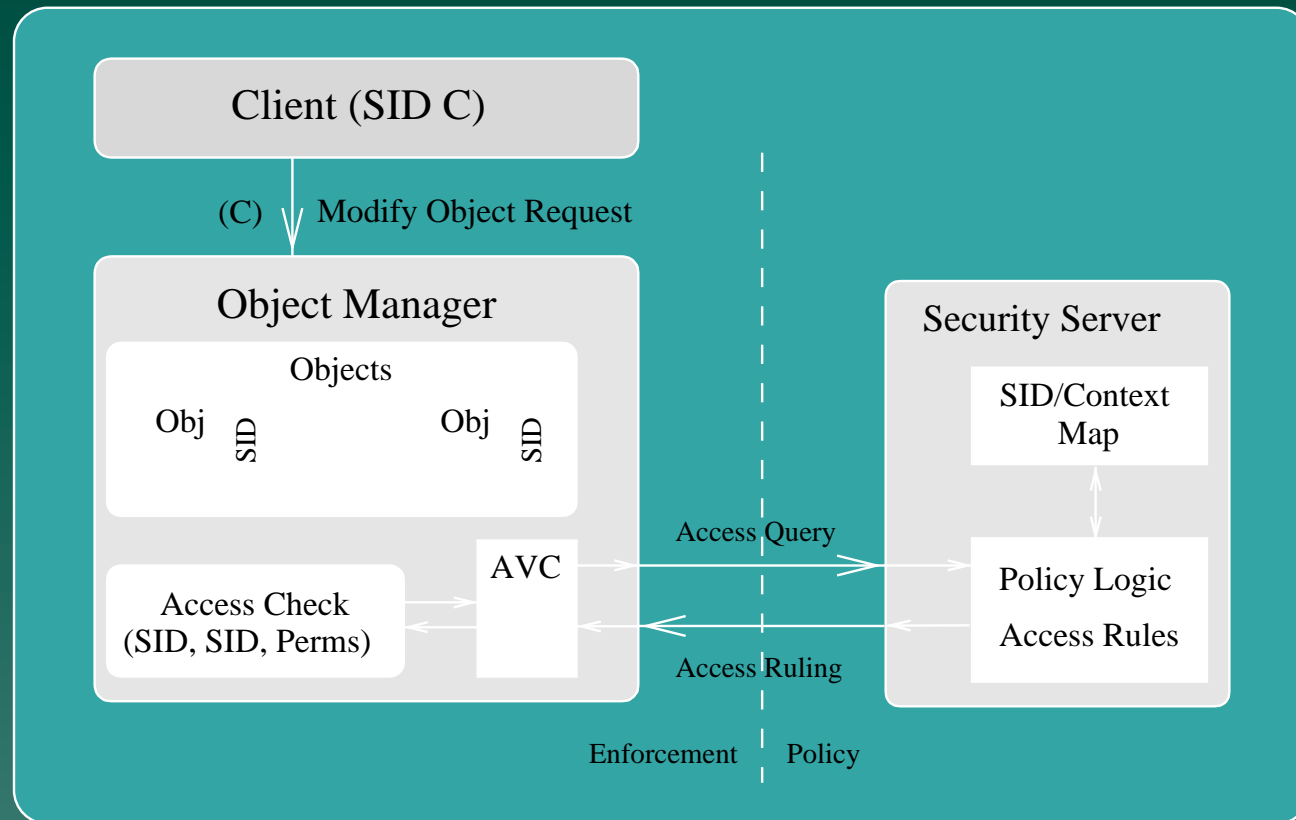 Client (SID C)
(C) Modify Object Request
Object Manager
Objects
Obj SID
Obj SID
Access Check
(SID, SID, Perms)
AVC
Access Query
Access Ruling
Security Server
SID/Context
Map
Policy Logic
Access Rules
Enforcement
Policy